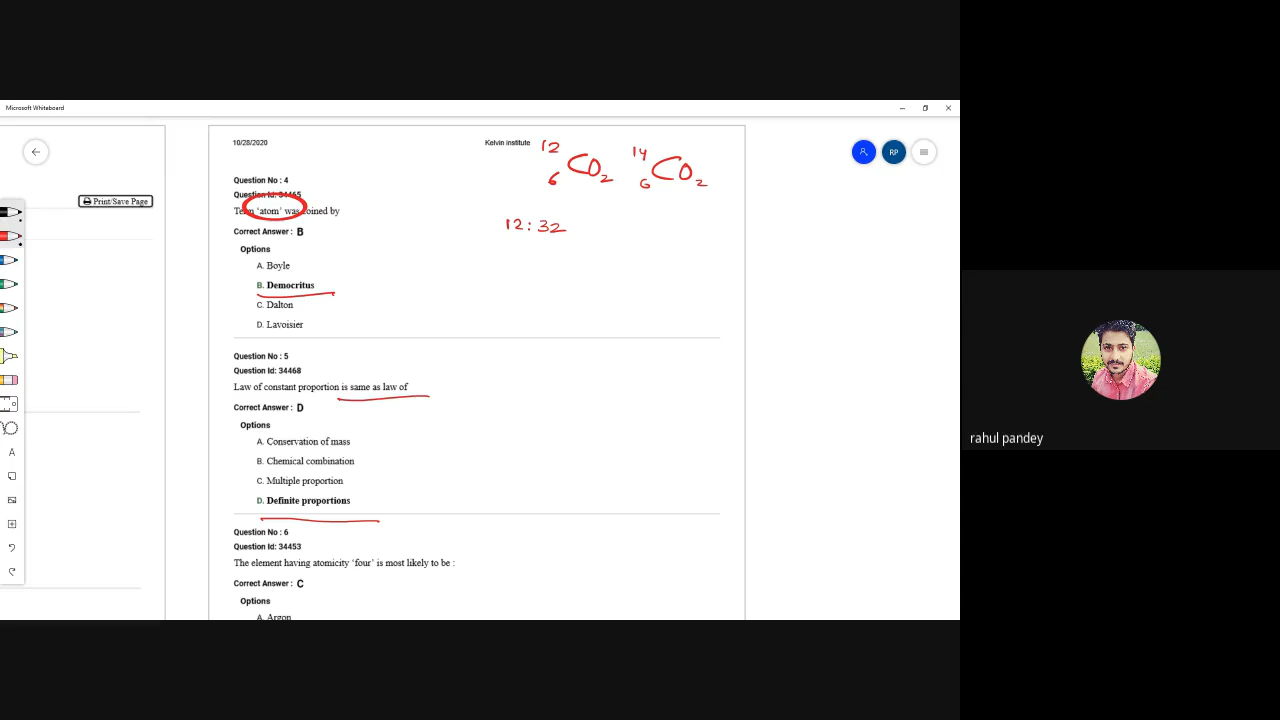 Microsoft Whiteboard
10/28/2020
Kelvin institute
12 6 CO2
14 6 CO2
12 : 32
Print/Save Page
RP
Question No : 4
Question Id: 34465
Term ‘atom’ was coined by
Correct Answer : B
Options
A. Boyle
B. Democritus
C. Dalton
D. Lavoisier
Question No : 5
Question Id: 34468
Law of constant proportion is same as law of
Correct Answer : D
Options
A. Conservation of mass
B. Chemical combination
C. Multiple proportion
D. Definite proportions
Question No : 6
Question Id: 34453
The element having atomicity ‘four’ is most likely to be :
Correct Answer : C
Options
A. Argon
A
rahul pandey